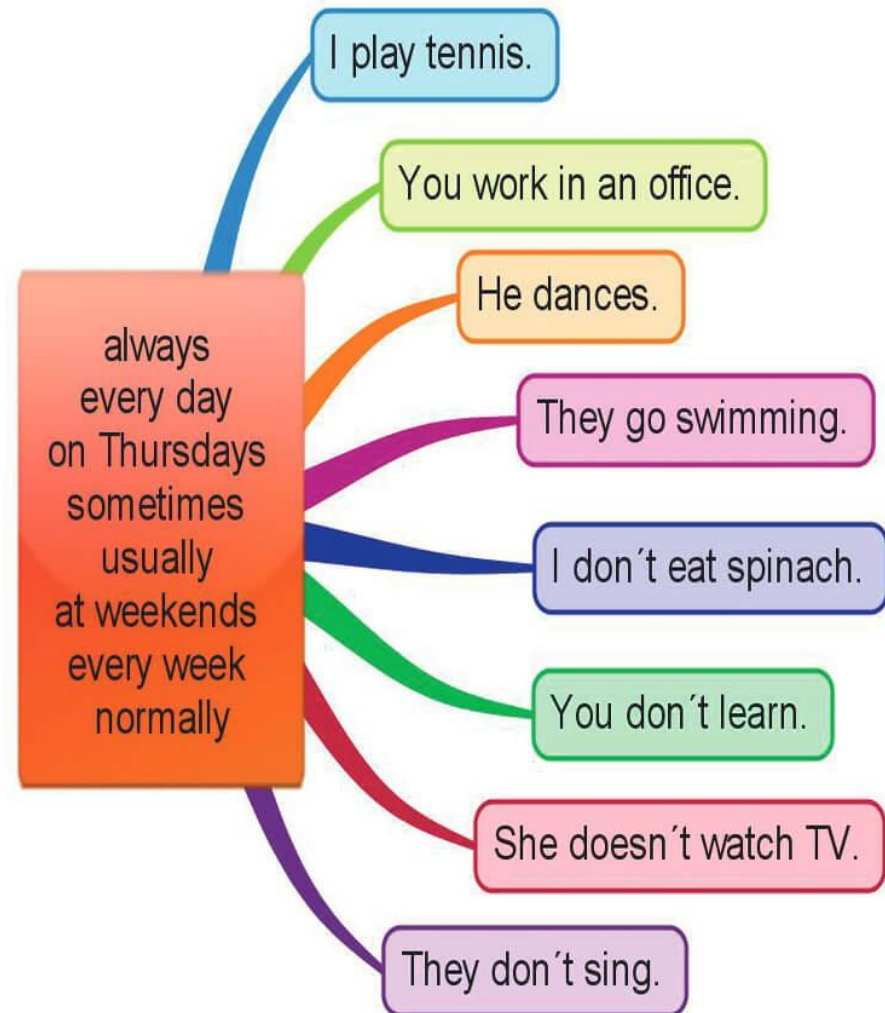 I play tennis.
You work in an office.
He dances.
They go swimming.
always
every day
on Thursdays
sometimes
usually
at weekends
every week
normally
I don´t eat spinach.
You don´t learn.
She doesn´t watch TV.
They don´t sing.